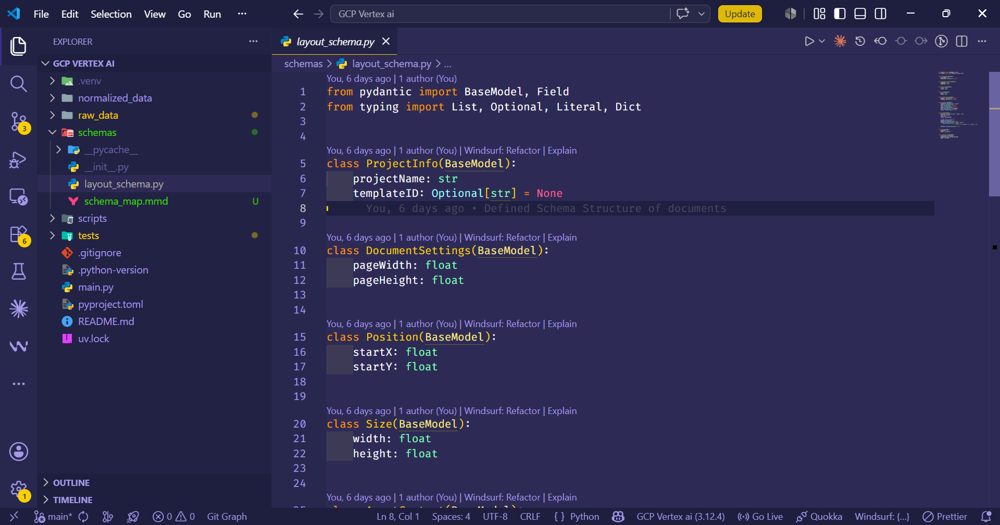 File Edit Selection View Go Run ···
GCP Vertex ai
Update
EXPLORER
layout_schema.py
GCP VERTEX AI
.venv
normalized_data
raw_data
schemas
__pycache__
__init__.py
layout_schema.py
schema_map.mmd U
scripts
tests
.gitignore
.python-version
main.py
pyproject.toml
README.md
uv.lock
OUTLINE
TIMELINE
3
6
1
schemas > layout_schema.py > ...
You, 6 days ago | 1 author (You)
1 from pydantic import BaseModel, Field
2 from typing import List, Optional, Literal, Dict
3
4
You, 6 days ago | 1 author (You) | Windsurf: Refactor | Explain
5 class ProjectInfo(BaseModel):
6 projectName: str
7 templateID: Optional[str] = None
8 You, 6 days ago • Defined Schema Structure of documents
9
You, 6 days ago | 1 author (You) | Windsurf: Refactor | Explain
10 class DocumentSettings(BaseModel):
11 pageWidth: float
12 pageHeight: float
13
14
You, 6 days ago | 1 author (You) | Windsurf: Refactor | Explain
15 class Position(BaseModel):
16 startX: float
17 startY: float
18
19
You, 6 days ago | 1 author (You) | Windsurf: Refactor | Explain
20 class Size(BaseModel):
21 width: float
22 height: float
23
24
You, 6 days ago | 1 author (You) | Windsurf: Refactor | Explain
main* 0 0 Git Graph Ln 8, Col 1 Spaces: 4 UTF-8 CRLF { } Python GCP Vertex ai (3.12.4) Go Live Quokka Windsurf: {...} Prettier